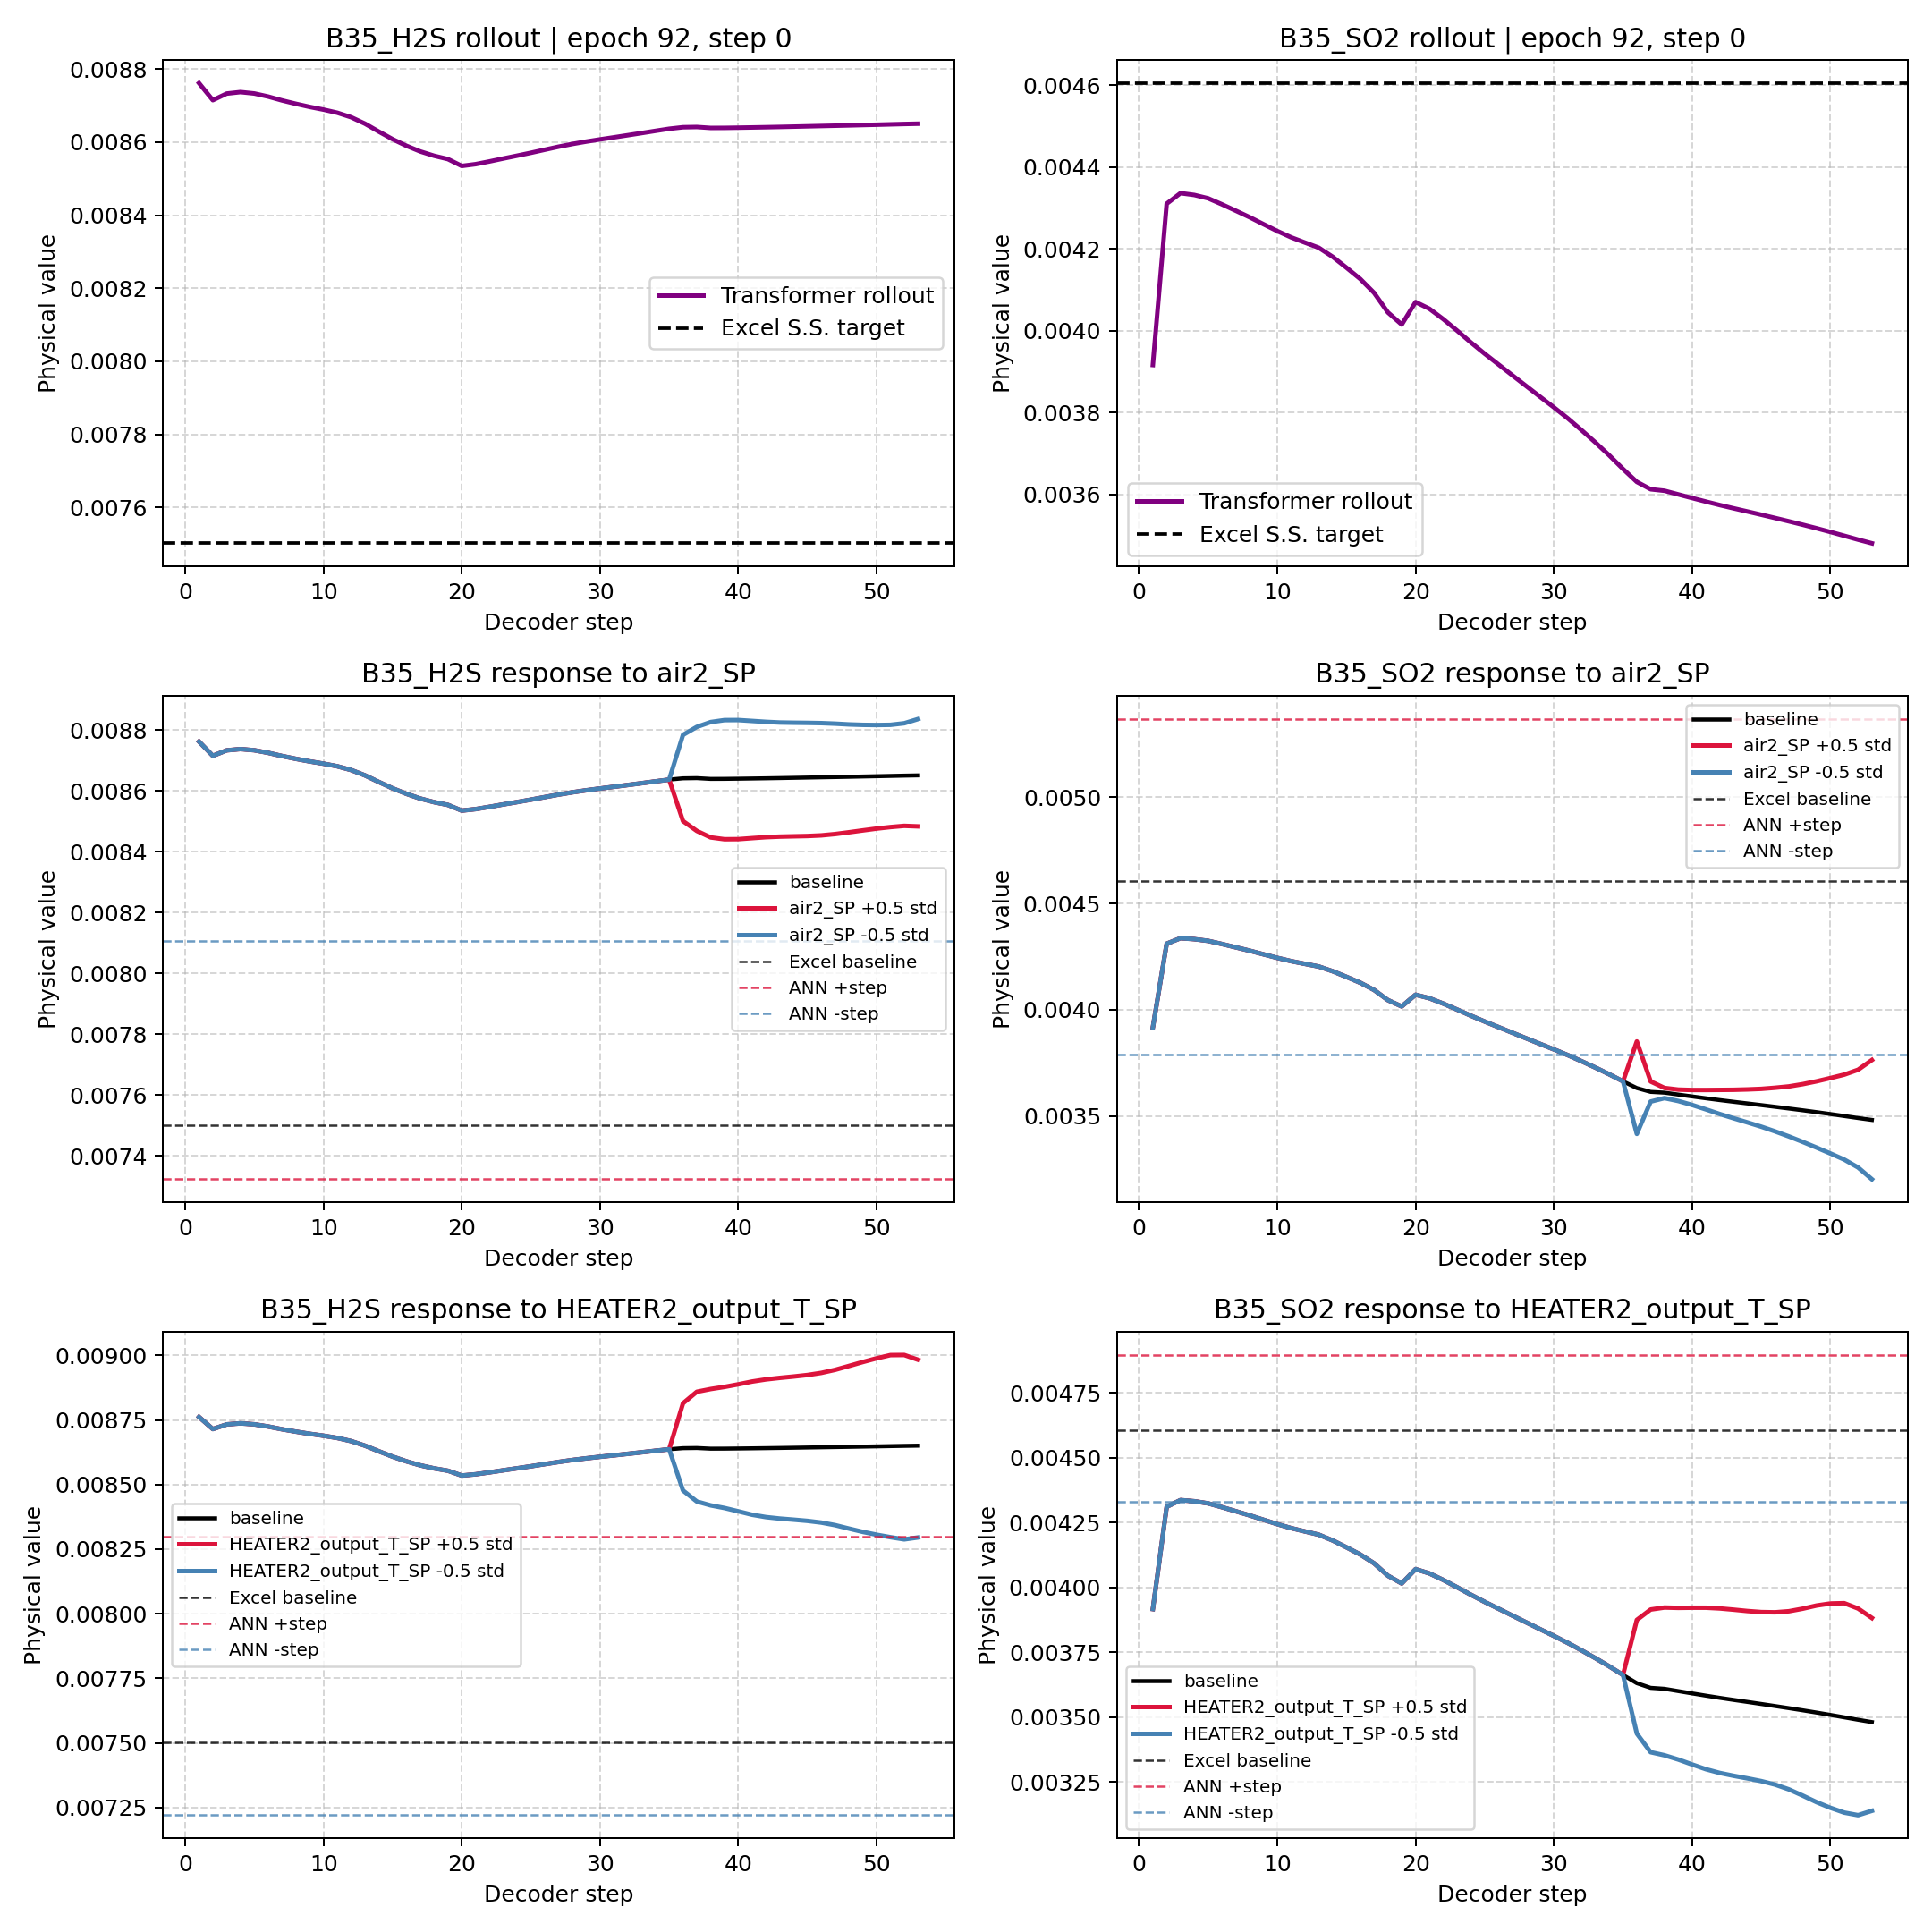 B35_H2S rollout | epoch 92, step 0
Physical value
0.0088
0.0086
0.0084
0.0082
0.0080
0.0078
0.0076
Transformer rollout
Excel S.S. target
0 10 20 30 40 50
Decoder step
B35_SO2 rollout | epoch 92, step 0
Physical value
0.0046
0.0044
0.0042
0.0040
0.0038
0.0036
Transformer rollout
Excel S.S. target
0 10 20 30 40 50
Decoder step
B35_H2S response to air2_SP
Physical value
0.0088
0.0086
0.0084
0.0082
0.0080
0.0078
0.0076
0.0074
baseline
air2_SP +0.5 std
air2_SP -0.5 std
Excel baseline
ANN +step
ANN -step
0 10 20 30 40 50
Decoder step
B35_SO2 response to air2_SP
Physical value
0.0050
0.0045
0.0040
0.0035
baseline
air2_SP +0.5 std
air2_SP -0.5 std
Excel baseline
ANN +step
ANN -step
0 10 20 30 40 50
Decoder step
B35_H2S response to HEATER2_output_T_SP
Physical value
0.00900
0.00875
0.00850
0.00825
0.00800
0.00775
0.00750
0.00725
baseline
HEATER2_output_T_SP +0.5 std
HEATER2_output_T_SP -0.5 std
Excel baseline
ANN +step
ANN -step
0 10 20 30 40 50
Decoder step
B35_SO2 response to HEATER2_output_T_SP
Physical value
0.00475
0.00450
0.00425
0.00400
0.00375
0.00350
0.00325
baseline
HEATER2_output_T_SP +0.5 std
HEATER2_output_T_SP -0.5 std
Excel baseline
ANN +step
ANN -step
0 10 20 30 40 50
Decoder step